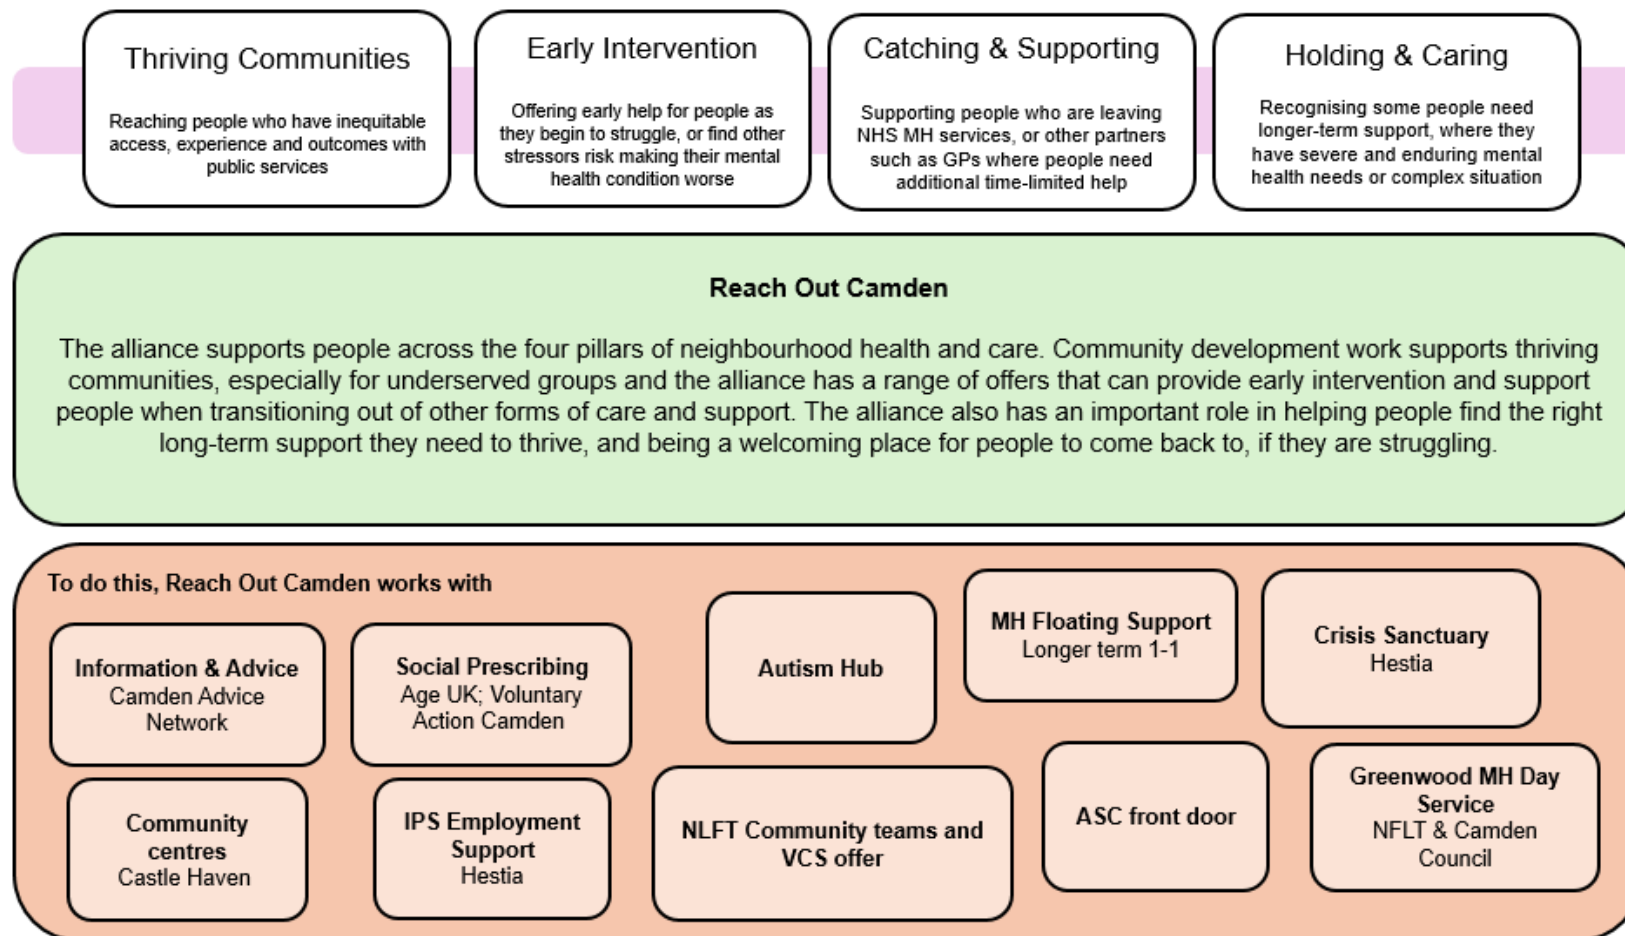 Thriving Communities
Reaching people who have inequitable
access, experience and outcomes with
public services
Early Intervention
Offering early help for people as
they begin to struggle, or find other
stressors risk making their mental
health condition worse
Catching & Supporting
Supporting people who are leaving
NHS MH services, or other partners
such as GPs where people need
additional time-limited help
Holding & Caring
Recognising some people need
longer-term support, where they
have severe and enduring mental
health needs or complex situation
Reach Out Camden
The alliance supports people across the four pillars of neighbourhood health and care. Community development work supports thriving
communities, especially for underserved groups and the alliance has a range of offers that can provide early intervention and support
people when transitioning out of other forms of care and support. The alliance also has an important role in helping people find the right
long-term support they need to thrive, and being a welcoming place for people to come back to, if they are struggling.
To do this, Reach Out Camden works with
Information & Advice
Camden Advice
Network
Social Prescribing
Age UK; Voluntary
Action Camden
Autism Hub
MH Floating Support
Longer term 1-1
Crisis Sanctuary
Hestia
Community
centres
Castle Haven
IPS Employment
Support
Hestia
NLFT Community teams and
VCS offer
ASC front door
Greenwood MH Day
Service
NFLT & Camden
Council